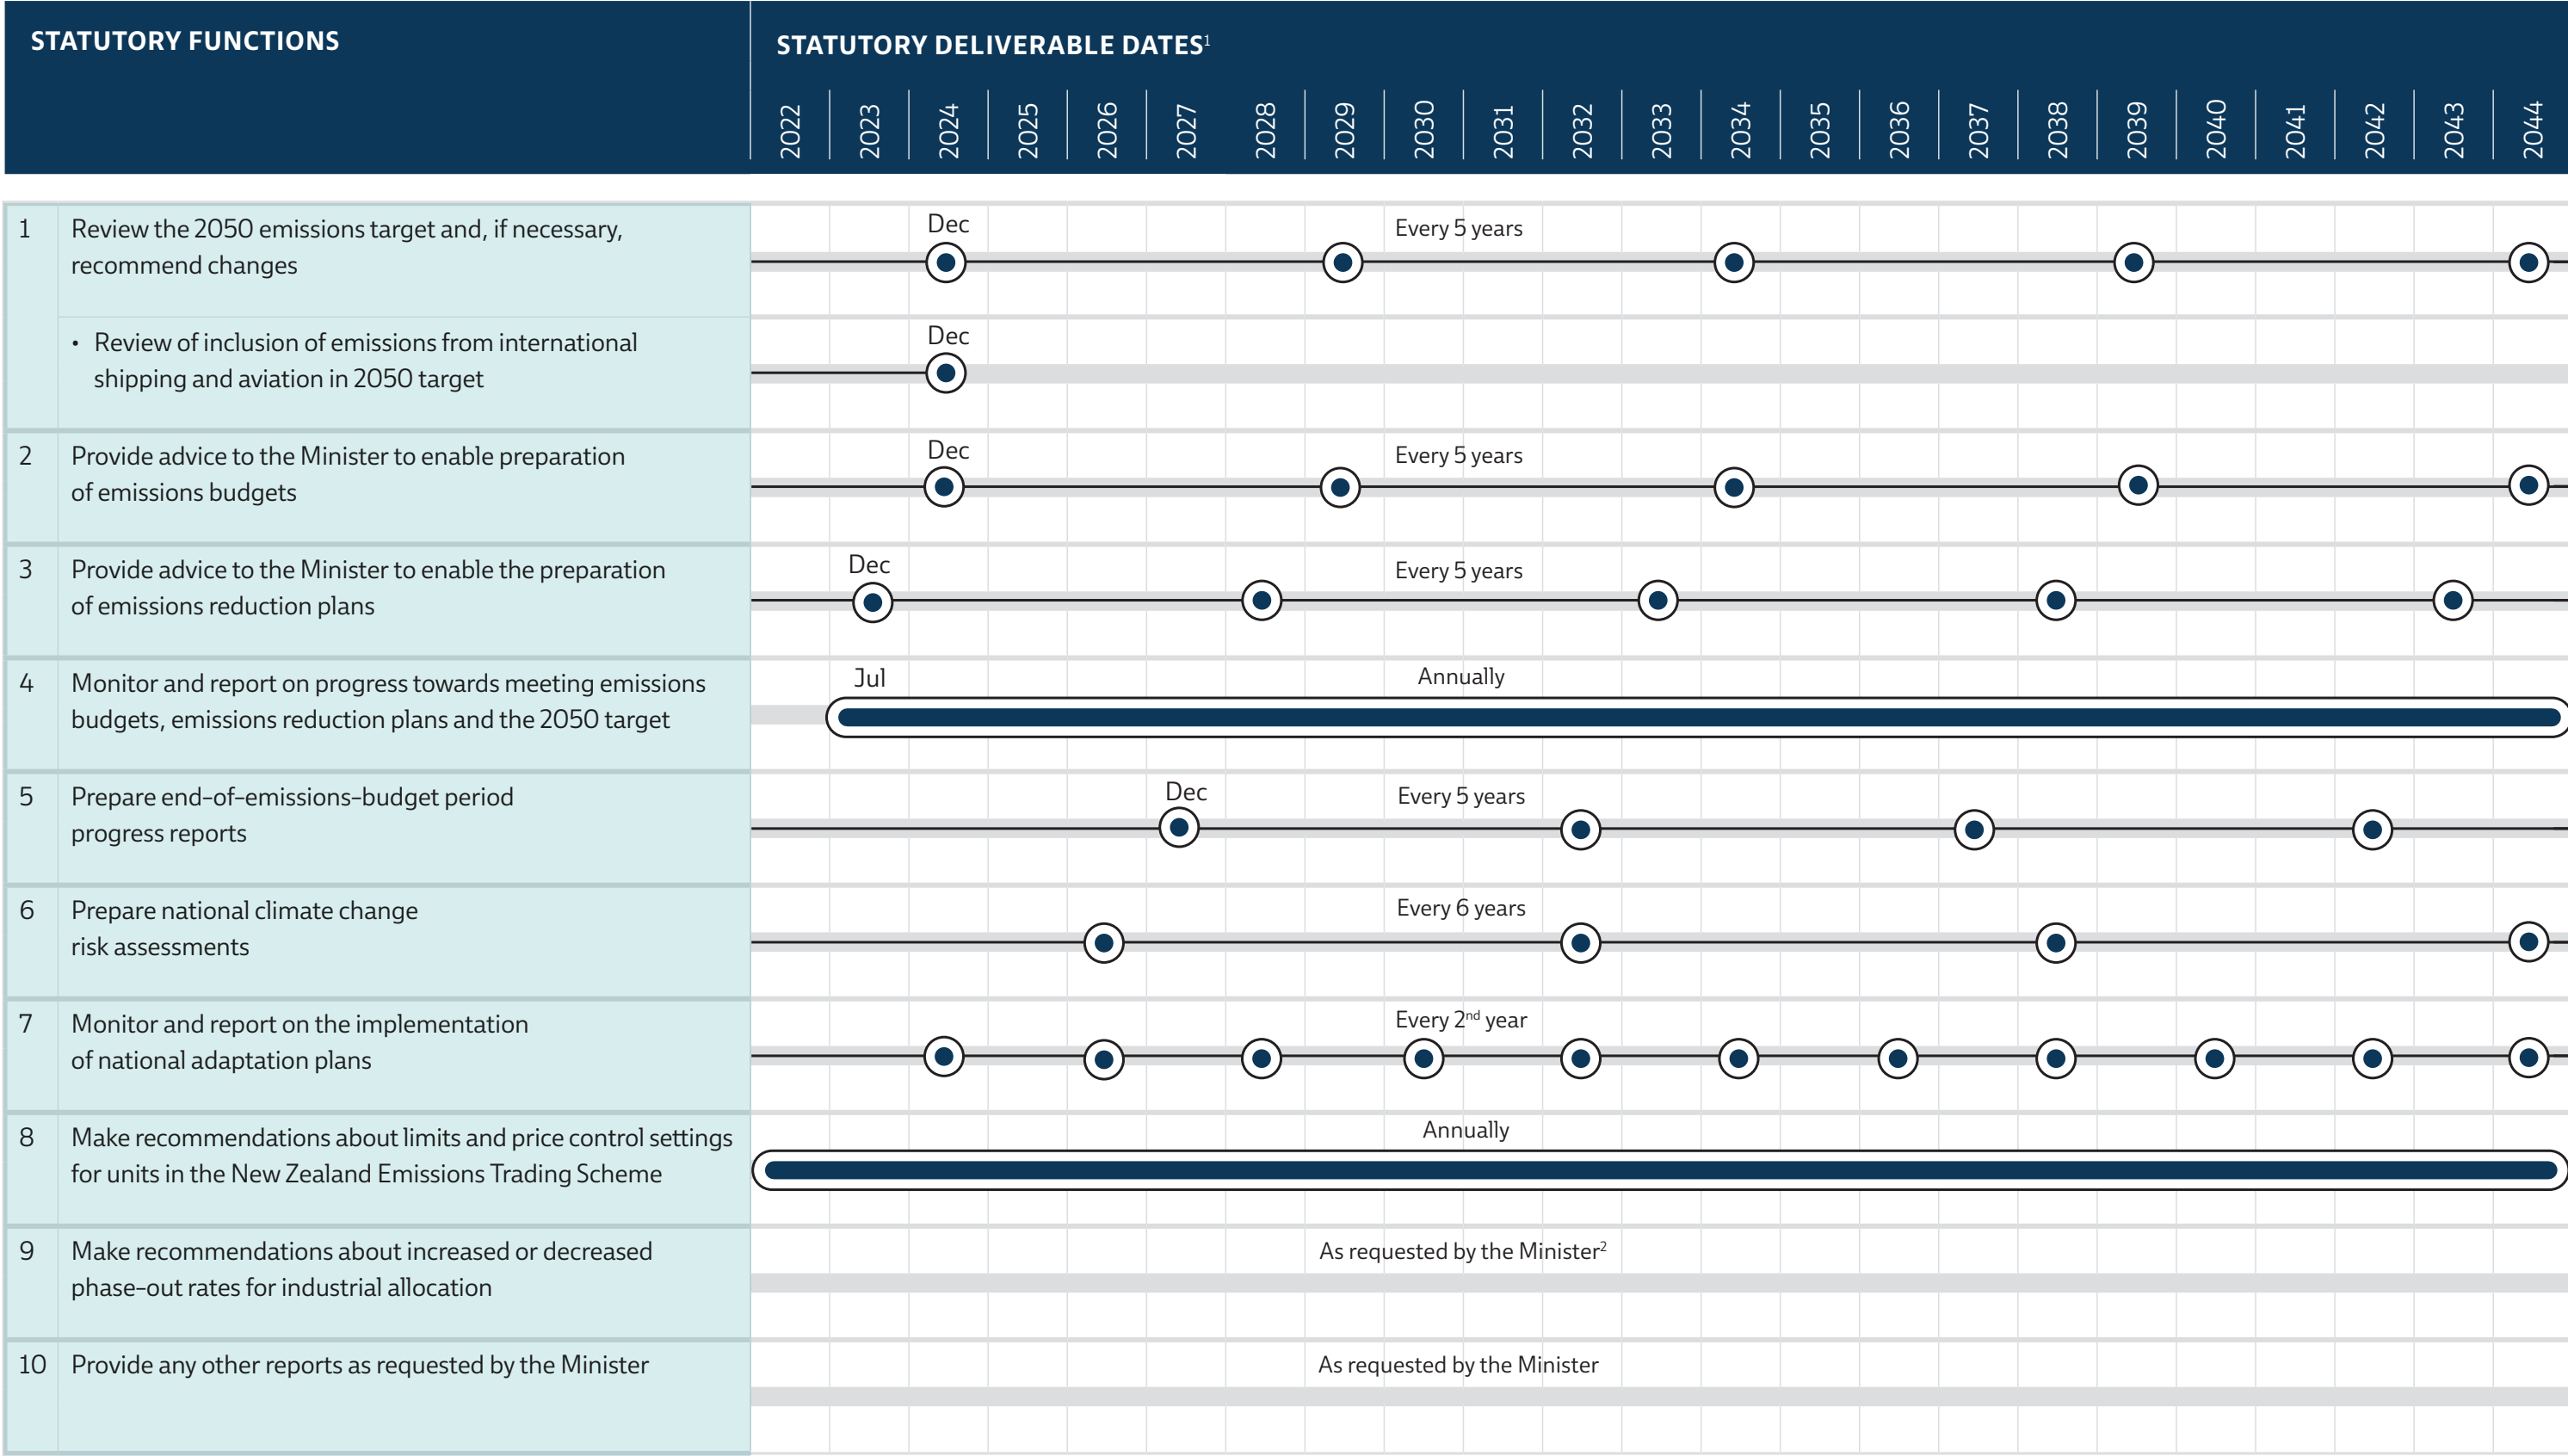 STATUTORY FUNCTIONS
STATUTORY DELIVERABLE DATES¹
2022 2023 2024 2025 2026 2027 2028 2029 2030 2031 2032 2033 2034 2035 2036 2037 2038 2039 2040 2041 2042 2043 2044
1 Review the 2050 emissions target and, if necessary,
recommend changes
Dec
Every 5 years
• Review of inclusion of emissions from international
shipping and aviation in 2050 target
Dec
2 Provide advice to the Minister to enable preparation
of emissions budgets
Dec
Every 5 years
3 Provide advice to the Minister to enable the preparation
of emissions reduction plans
Dec
Every 5 years
4 Monitor and report on progress towards meeting emissions
budgets, emissions reduction plans and the 2050 target
Jul
Annually
5 Prepare end-of-emissions-budget period
progress reports
Dec
Every 5 years
6 Prepare national climate change
risk assessments
Every 6 years
7 Monitor and report on the implementation
of national adaptation plans
Every 2nd year
8 Make recommendations about limits and price control settings
for units in the New Zealand Emissions Trading Scheme
Annually
9 Make recommendations about increased or decreased
phase-out rates for industrial allocation
As requested by the Minister²
10 Provide any other reports as requested by the Minister
As requested by the Minister